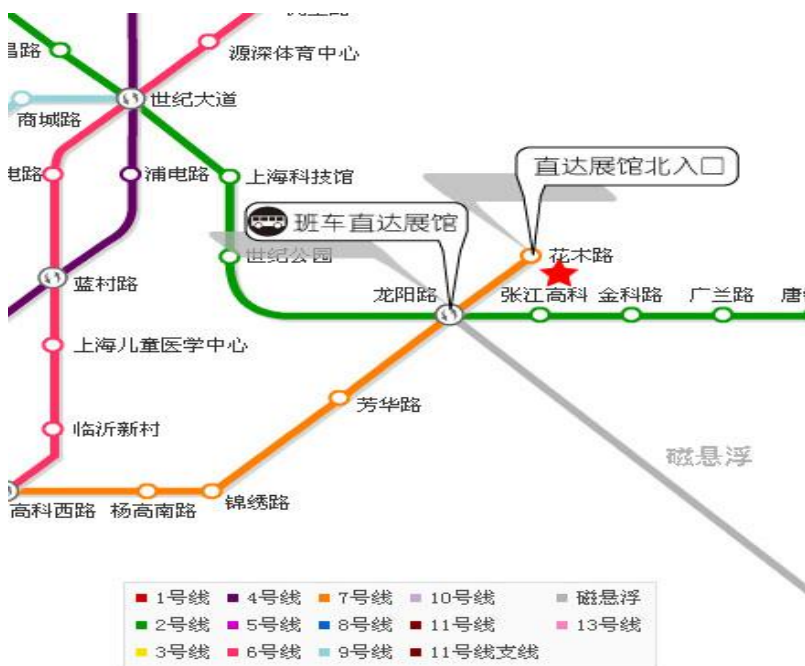 源深体育中心
昌路
世纪大道
商城路
电路
浦电路
上海科技馆
直达展馆北入口
班车直达展馆
世纪公园
花木路
蓝村路
龙阳路
张江高科
金科路
广兰路
唐
上海儿童医学中心
芳华路
临沂新村
磁悬浮
高科西路
杨高南路
锦绣路
1号线 4号线 7号线 10号线 磁悬浮
2号线 5号线 8号线 11号线 13号线
3号线 6号线 9号线 11号线支线